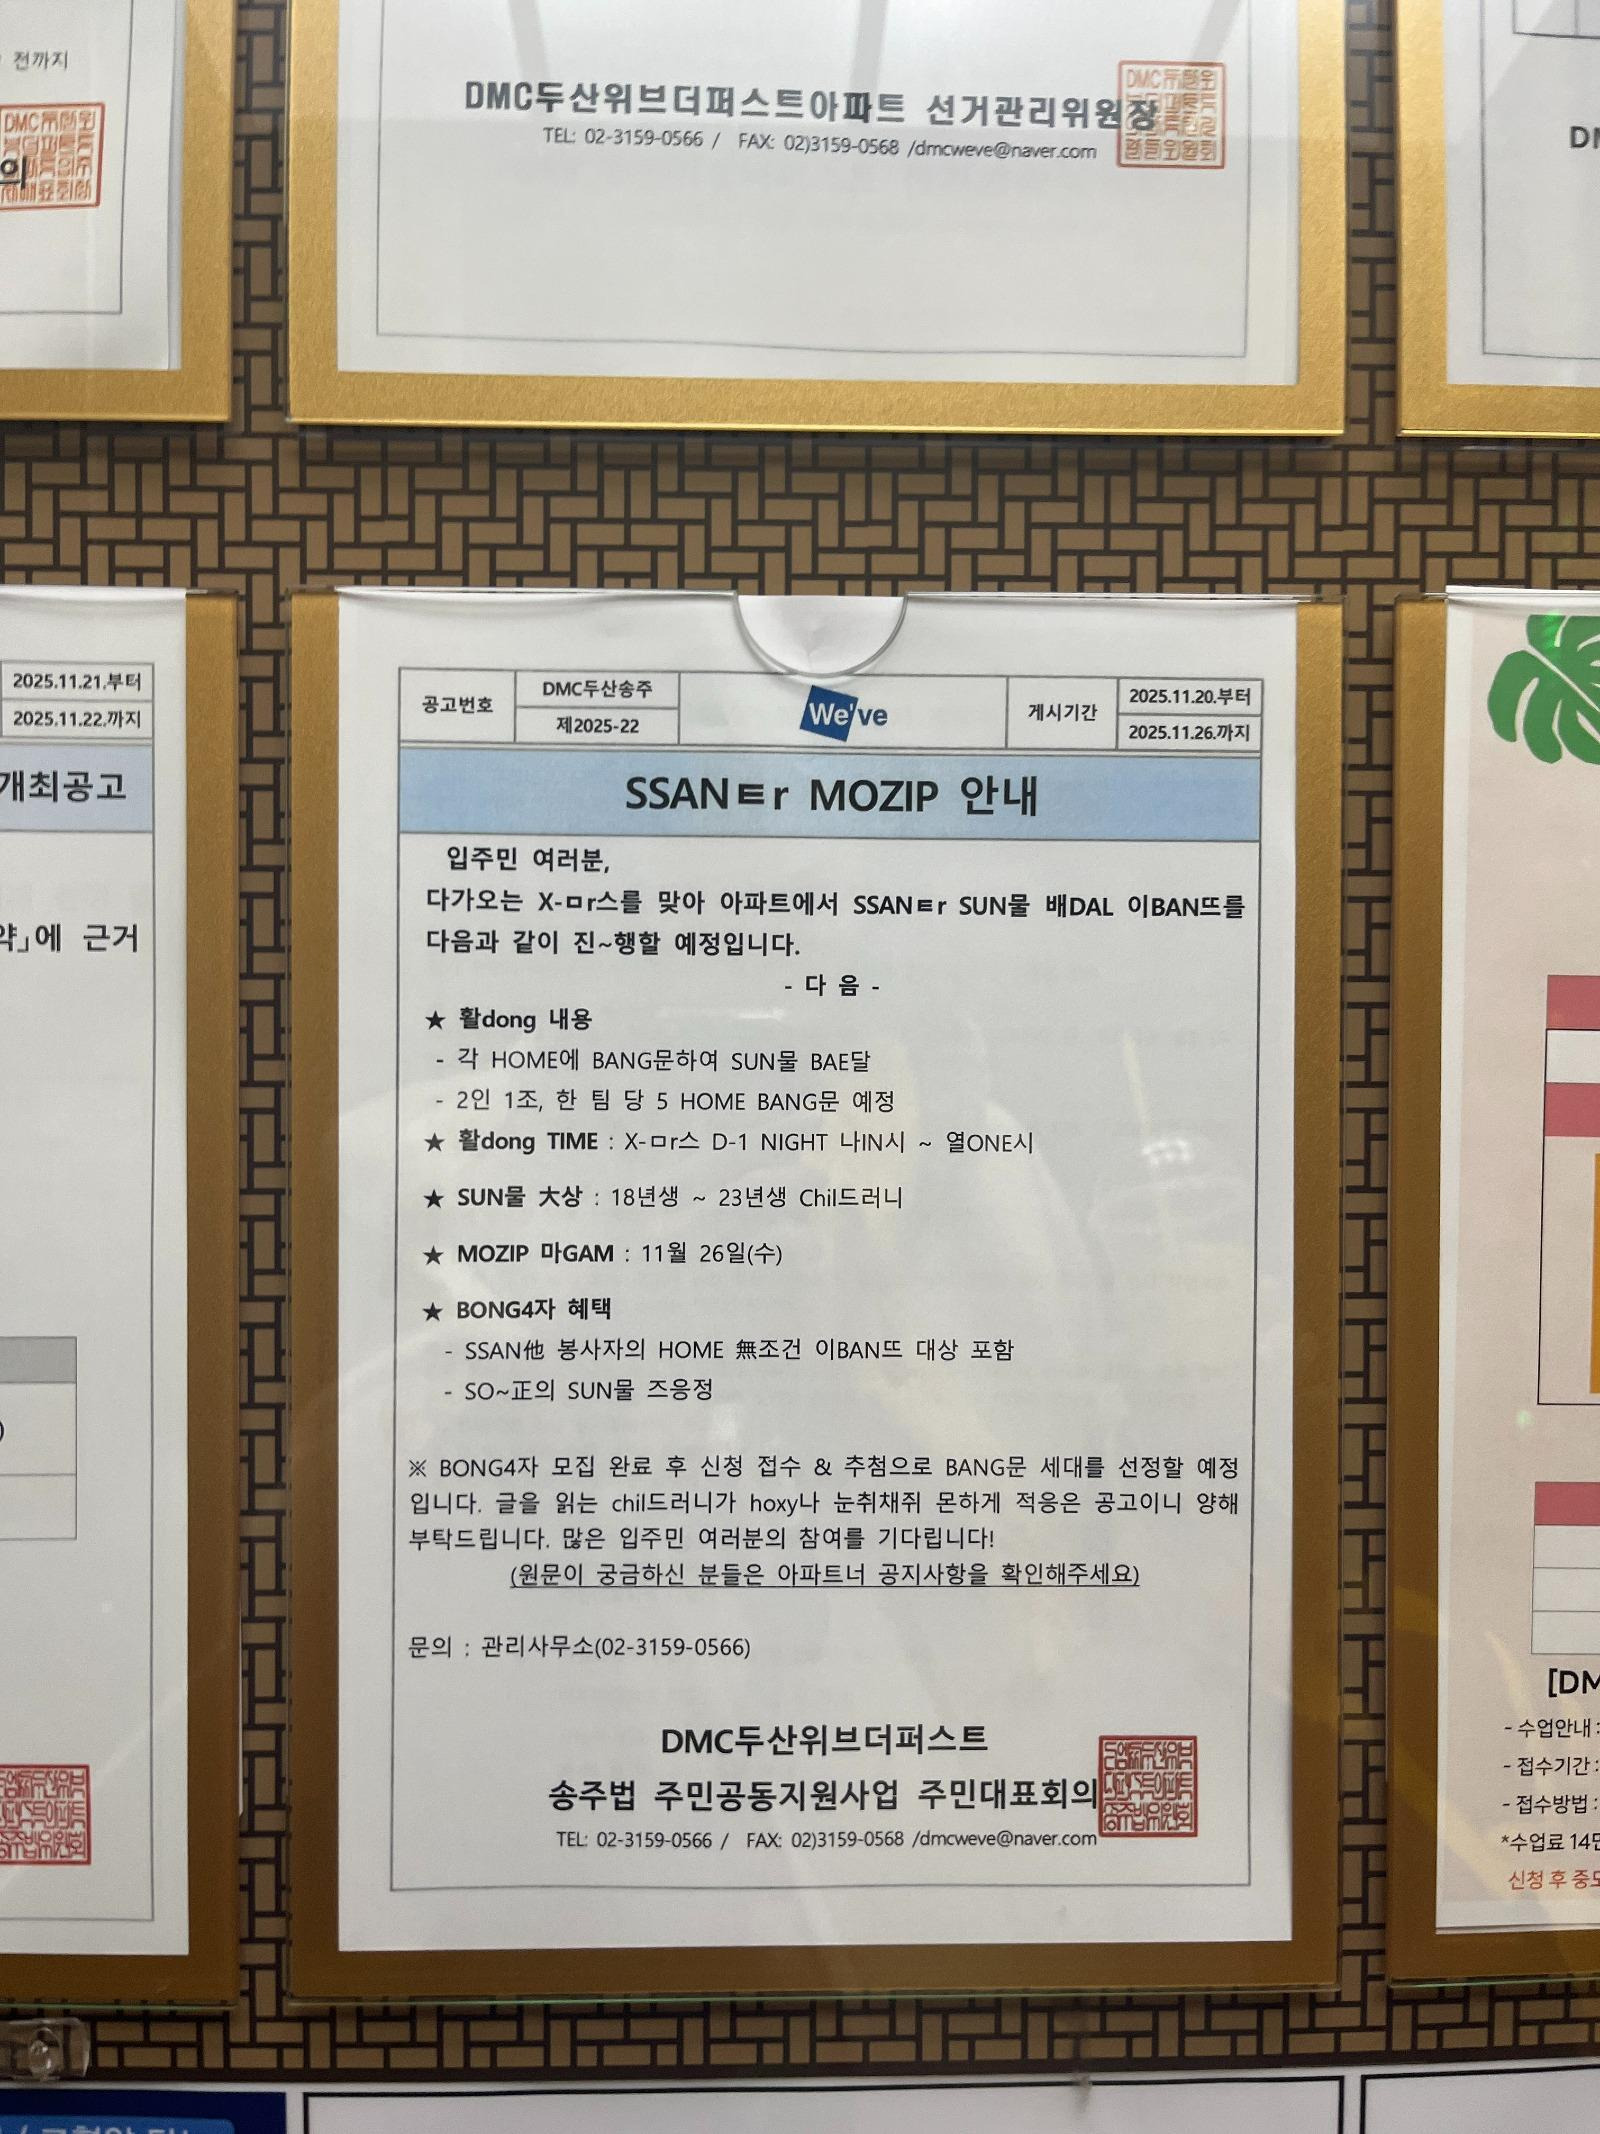 전까지
의
DMC두산위브더퍼스트아파트 선거관리위원장
TEL: 02-3159-0566 / FAX: 02)3159-0568 /dmcweve@naver.com
2025.11.21.부터
2025.11.22.까지
개최공고
약」에 근거
공고번호
DMC두산송주
제2025-22
We've
게시기간
2025.11.20.부터
2025.11.26.까지
SSANㅌr MOZIP 안내
입주민 여러분,
다가오는 X-ㅁr스를 맞아 아파트에서 SSANㅌr SUN물 배DAL 이BAN뜨를
다음과 같이 진~행할 예정입니다.
- 다 음 -
★ 활dong 내용
- 각 HOME에 BANG문하여 SUN물 BAE달
- 2인 1조, 한 팀 당 5 HOME BANG문 예정
★ 활dong TIME : X-ㅁr스 D-1 NIGHT 나IN시 ~ 열ONE시
★ SUN물 大상 : 18년생 ~ 23년생 Chil드러니
★ MOZIP 마GAM : 11월 26일(수)
★ BONG4자 혜택
- SSAN他 봉사자의 HOME 無조건 이BAN뜨 대상 포함
- SO~正의 SUN물 즈응정
※ BONG4자 모집 완료 후 신청 접수 & 추첨으로 BANG문 세대를 선정할 예정
입니다. 글을 읽는 chil드러니가 hoxy나 눈취채쥐 몬하게 적응은 공고이니 양해
부탁드립니다. 많은 입주민 여러분의 참여를 기다립니다!
(원문이 궁금하신 분들은 아파트너 공지사항을 확인해주세요)
문의 : 관리사무소(02-3159-0566)
DMC두산위브더퍼스트
송주법 주민공동지원사업 주민대표회의
TEL: 02-3159-0566 / FAX: 02)3159-0568 /dmcweve@naver.com
[DM
- 수업안내 :
- 접수기간 :
- 접수방법 :
*수업료 14만
신청 후 중도